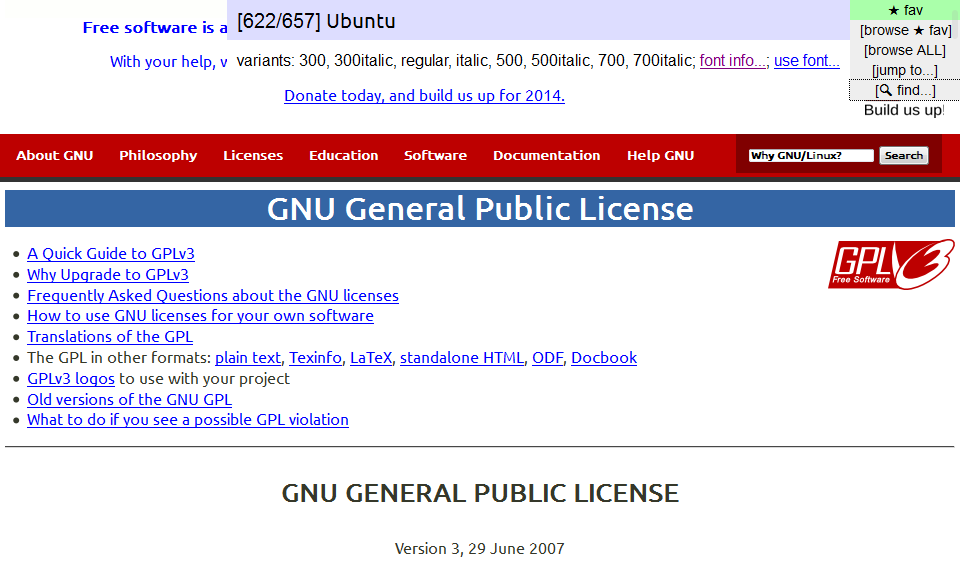 Free software is a
[622/657] Ubuntu
★ fav
[browse ★ fav]
With your help, v
variants: 300, 300italic, regular, italic, 500, 500italic, 700, 700italic; font info...; use font...
[browse ALL]
[jump to...]
[🔍 find...]
Donate today, and build us up for 2014.
Build us up!
About GNU Philosophy Licenses Education Software Documentation Help GNU Why GNU/Linux? Search
GNU General Public License
GPLv3
Free Software
• A Quick Guide to GPLv3
• Why Upgrade to GPLv3
• Frequently Asked Questions about the GNU licenses
• How to use GNU licenses for your own software
• Translations of the GPL
• The GPL in other formats: plain text, Texinfo, LaTeX, standalone HTML, ODF, Docbook
• GPLv3 logos to use with your project
• Old versions of the GNU GPL
• What to do if you see a possible GPL violation
GNU GENERAL PUBLIC LICENSE
Version 3, 29 June 2007